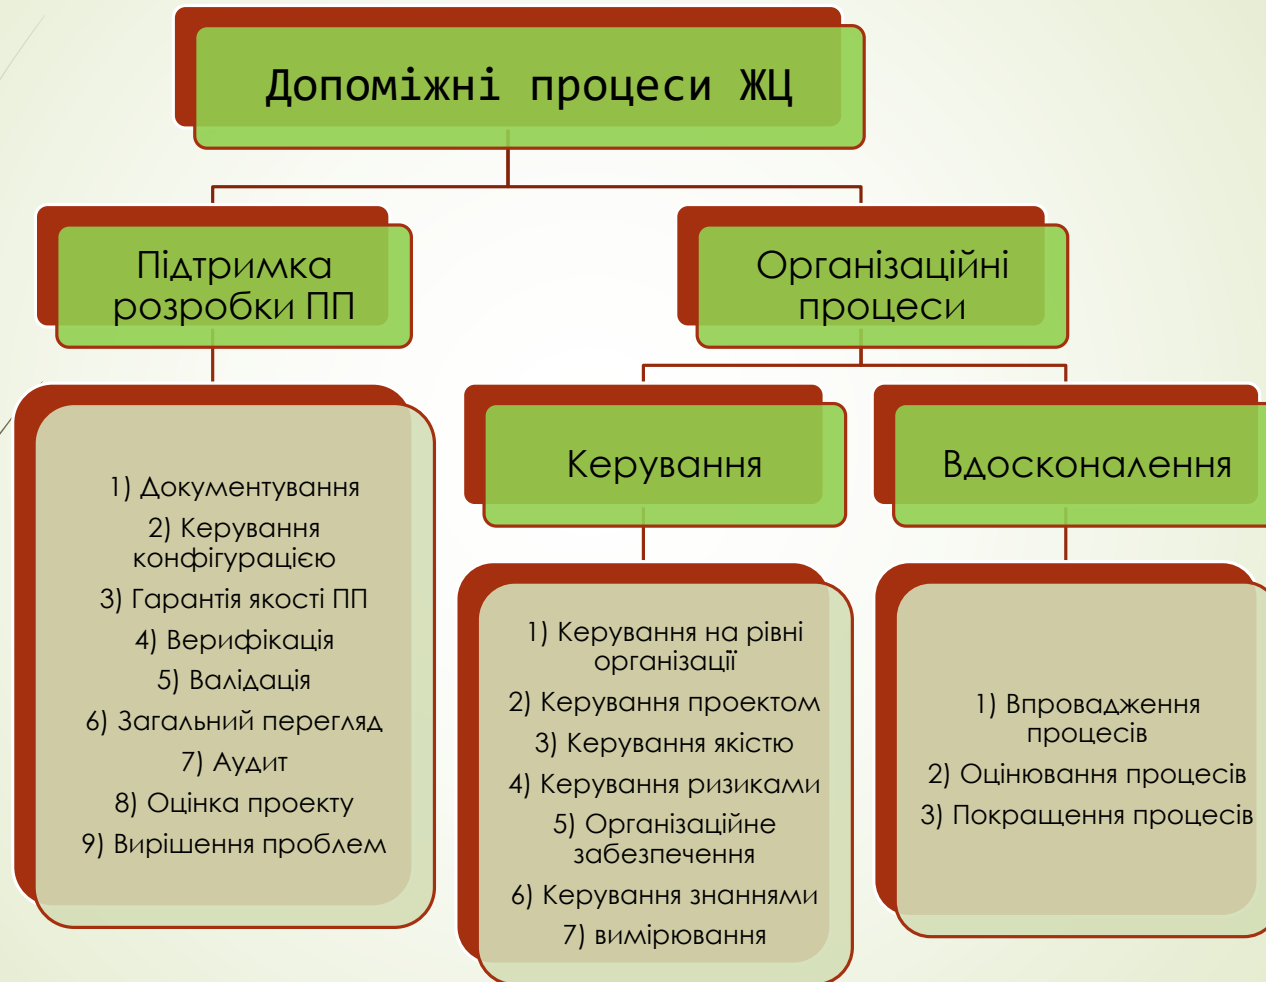 Допоміжні процеси ЖЦ
Підтримка
розробки ПП
Організаційні
процеси
1) Документування
2) Керування
конфігурацією
3) Гарантія якості ПП
4) Верифікація
5) Валідація
6) Загальний перегляд
7) Аудит
8) Оцінка проекту
9) Вирішення проблем
Керування
1) Керування на рівні
організації
2) Керування проектом
3) Керування якістю
4) Керування ризиками
5) Організаційне
забезпечення
6) Керування знаннями
7) вимірювання
Вдосконалення
1) Впровадження
процесів
2) Оцінювання процесів
3) Покращення процесів